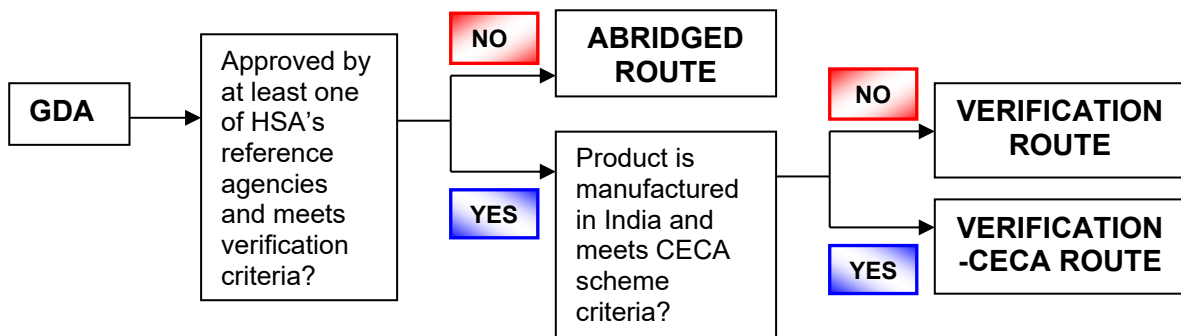 GDA
Approved by
at least one
of HSA’s
reference
agencies
and meets
verification
criteria?
NO
ABRIDGED
ROUTE
YES
Product is
manufactured
in India and
meets CECA
scheme
criteria?
NO
VERIFICATION
ROUTE
YES
VERIFICATION
-CECA ROUTE